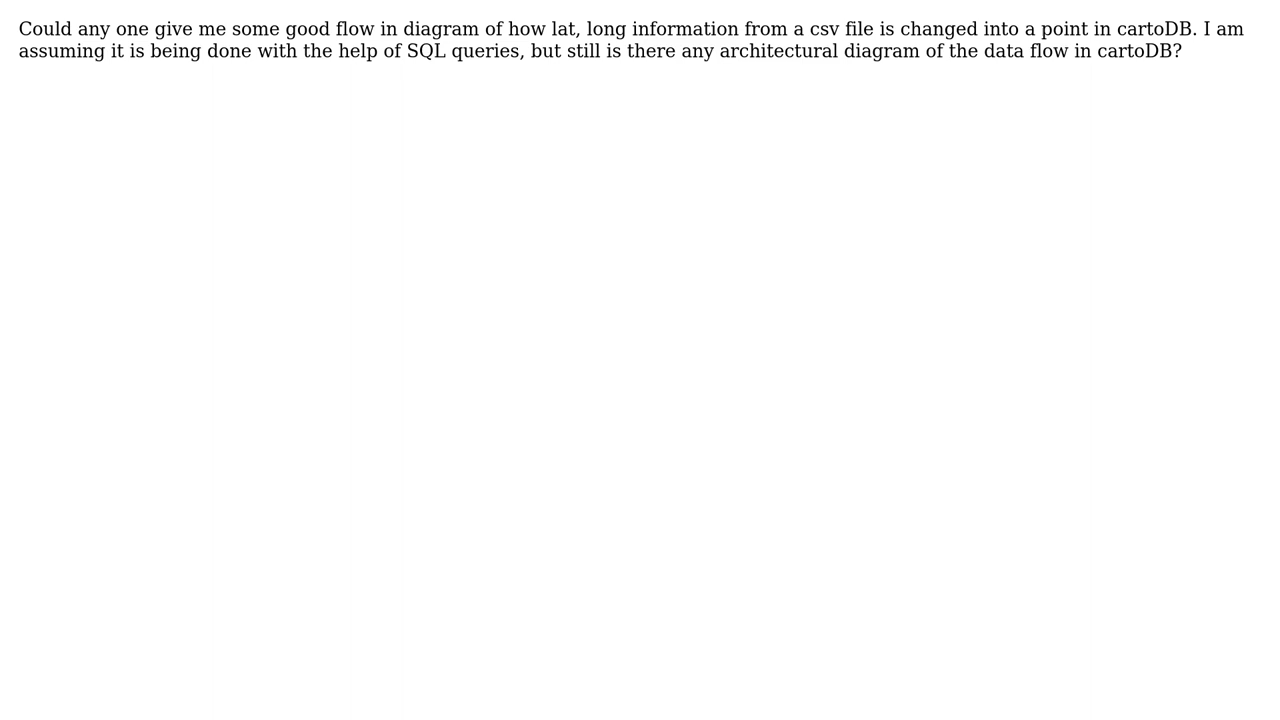 Could any one give me some good flow in diagram of how lat, long information from a csv file is changed into a point in cartoDB. I am
assuming it is being done with the help of SQL queries, but still is there any architectural diagram of the data flow in cartoDB?